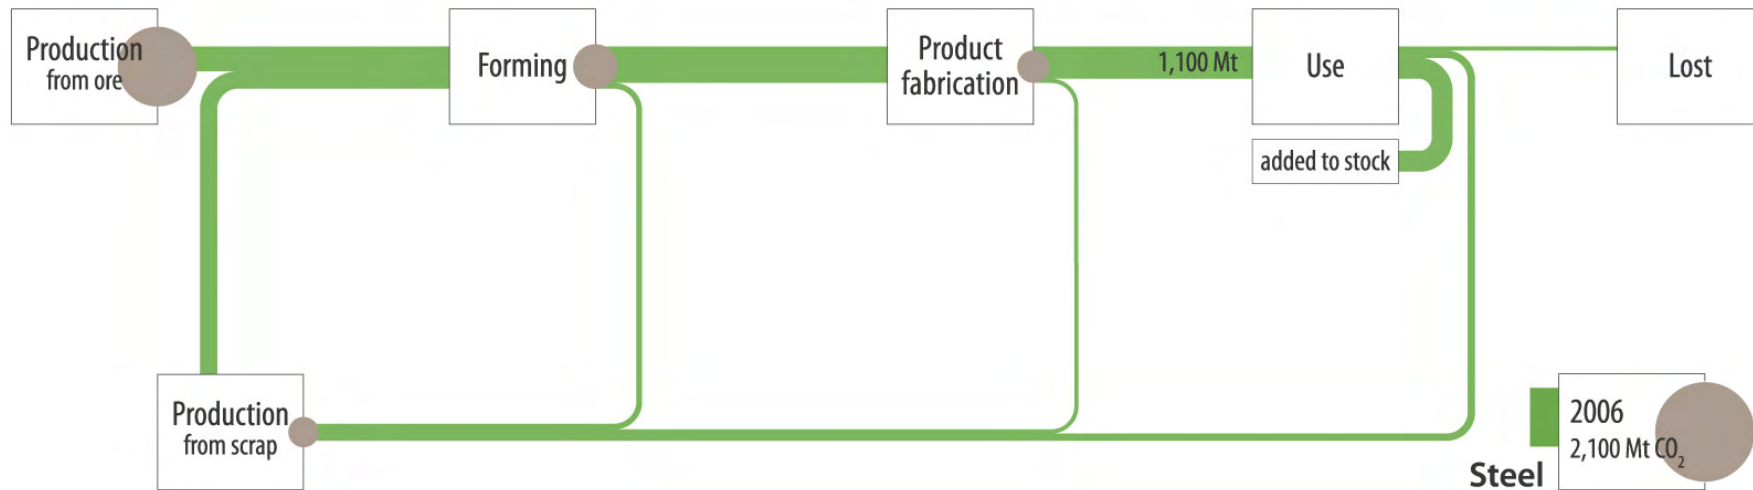 Production
from ore
Forming
Product
fabrication
1,100 Mt
Use
Lost
added to stock
Production
from scrap
2006
2,100 Mt CO₂
Steel